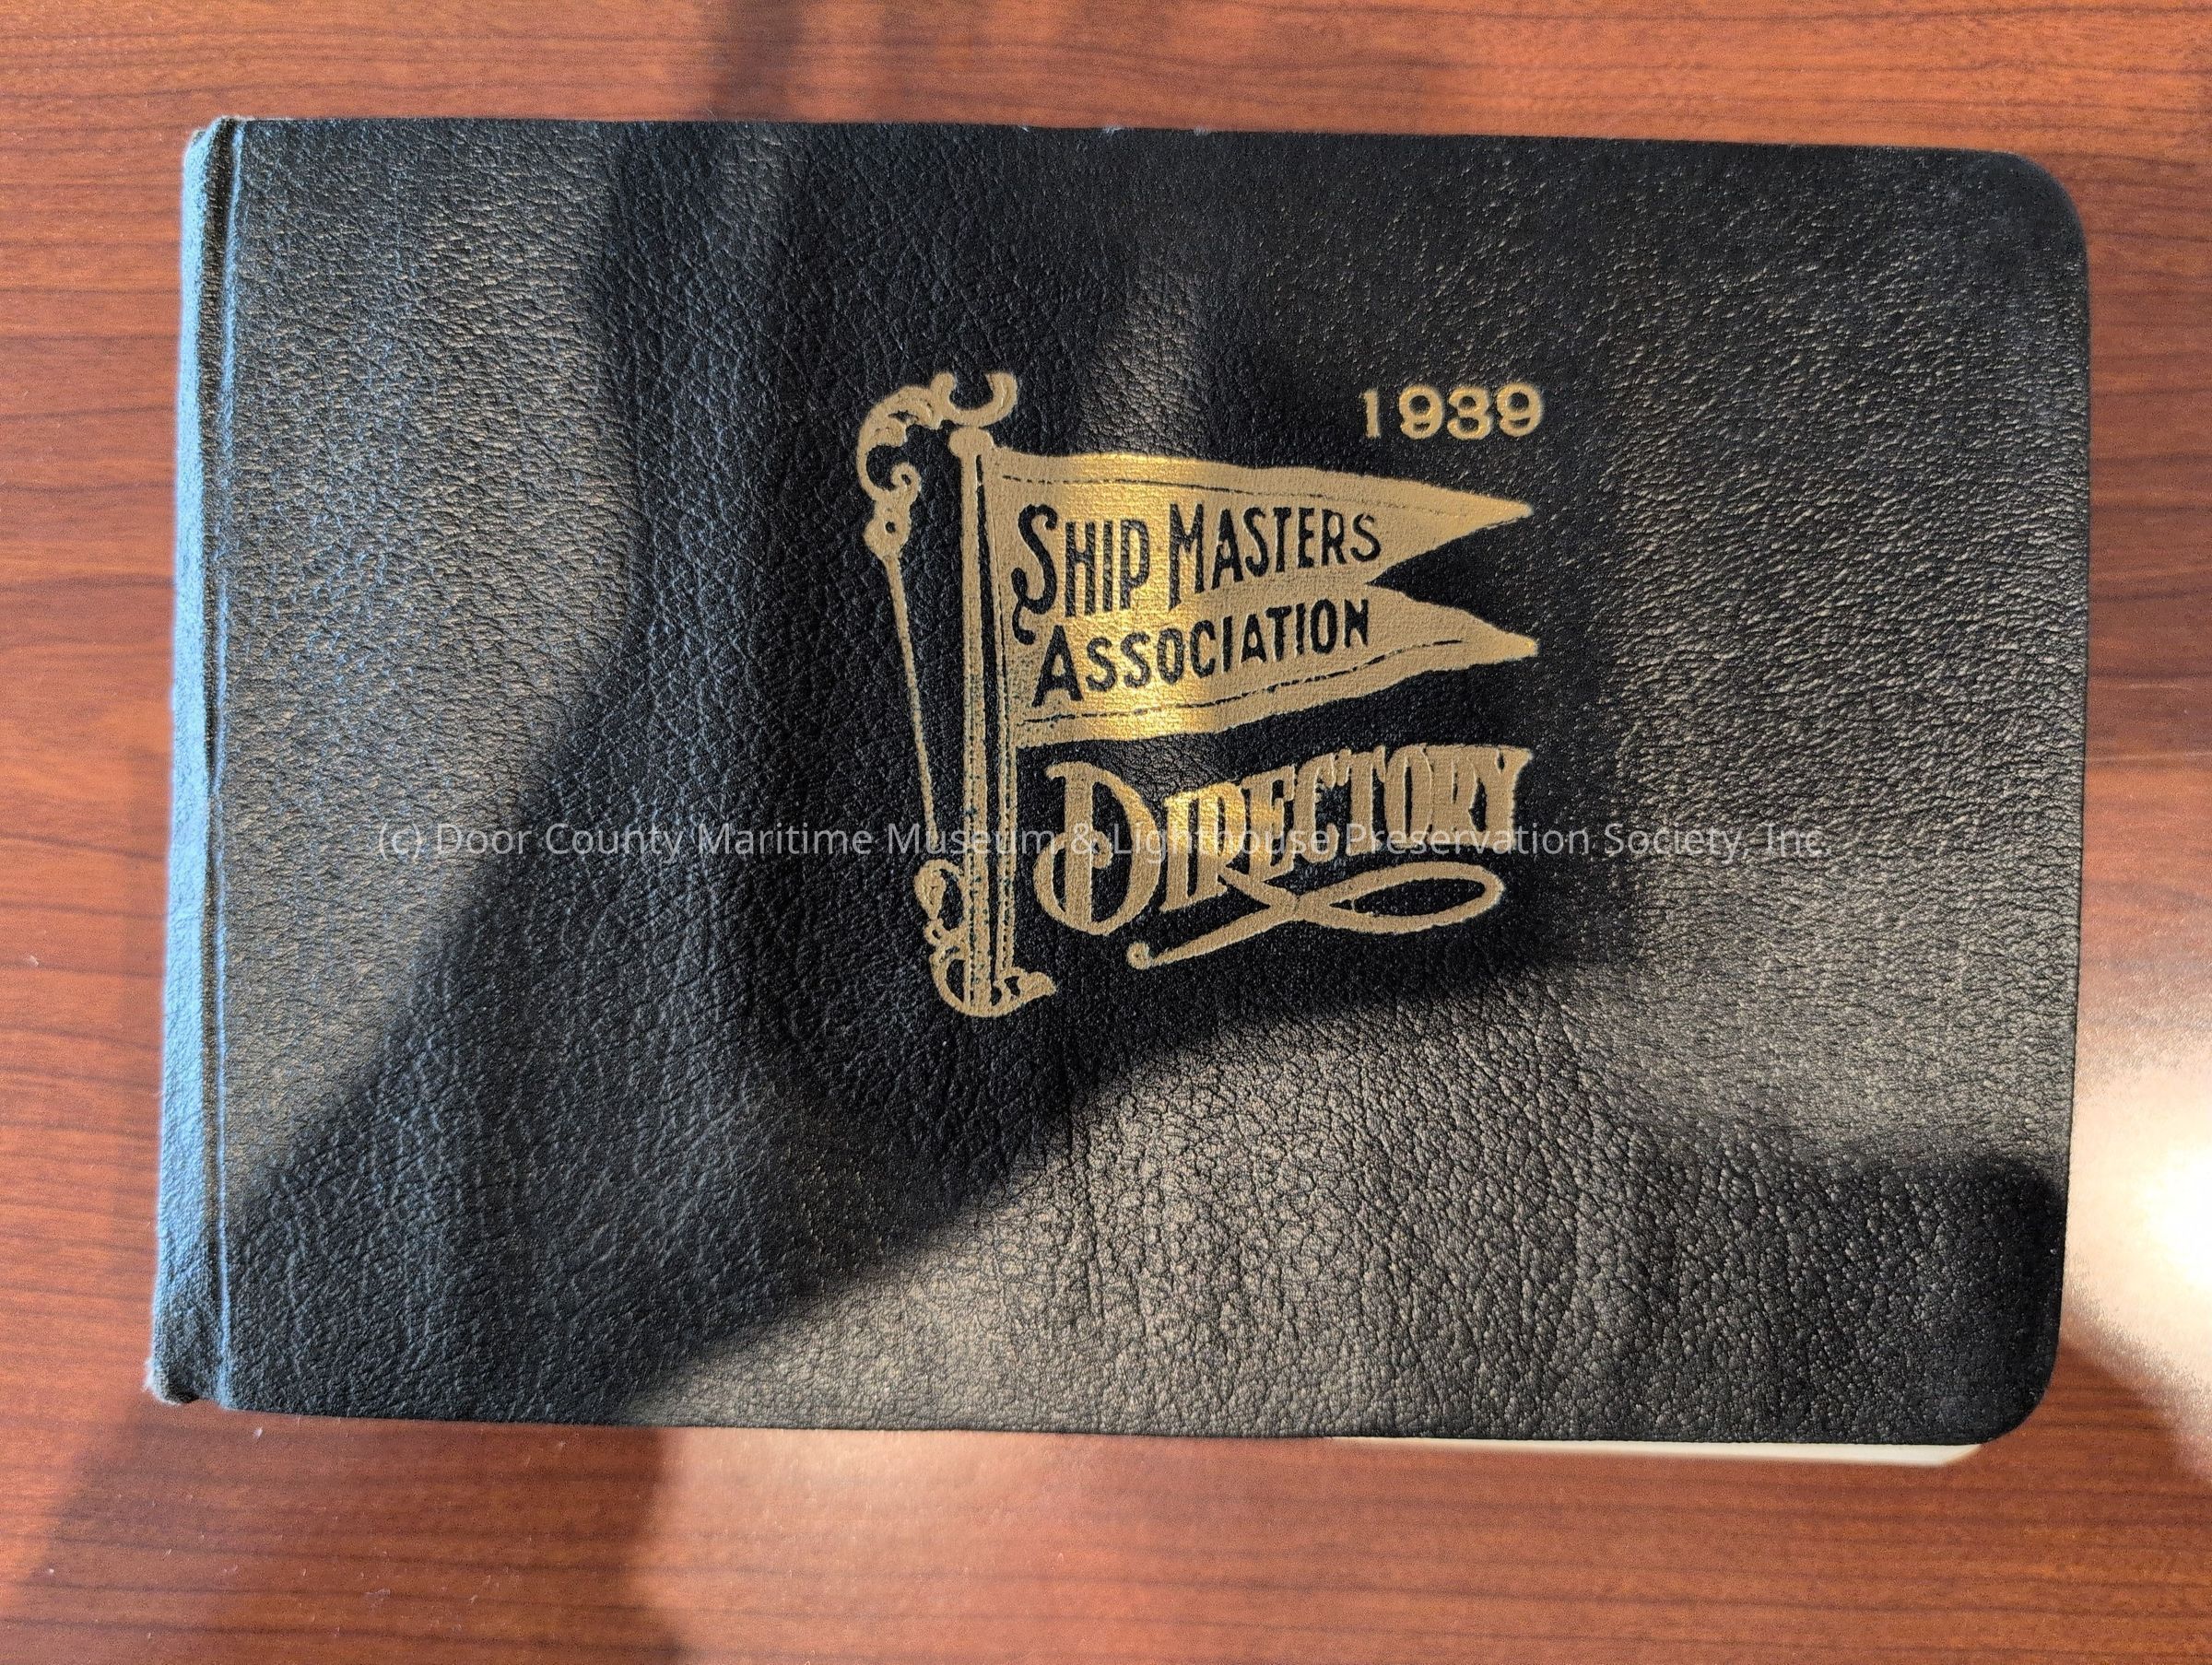 1939
SHIP MASTERS
ASSOCIATION
DIRECTORY
(c) Door County Maritime Museum & Lighthouse Preservation Society, Inc.